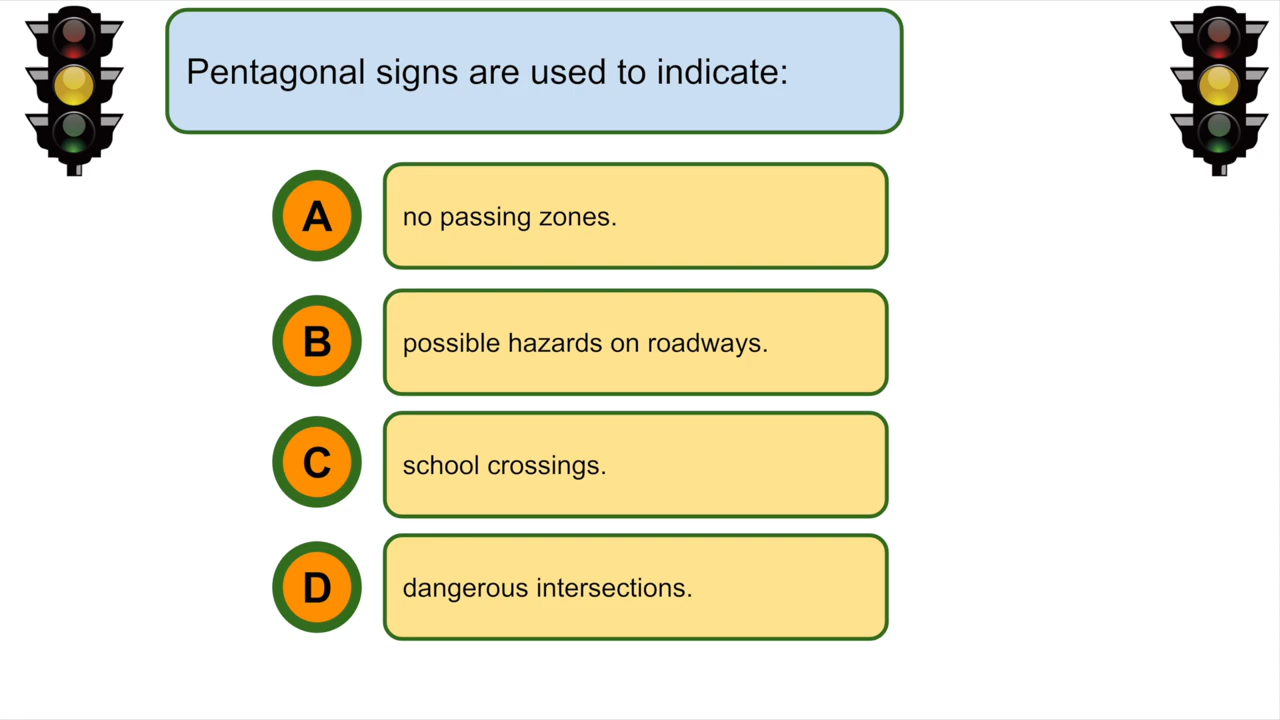 Pentagonal signs are used to indicate:
A
no passing zones.
B
possible hazards on roadways.
C
school crossings.
D
dangerous intersections.